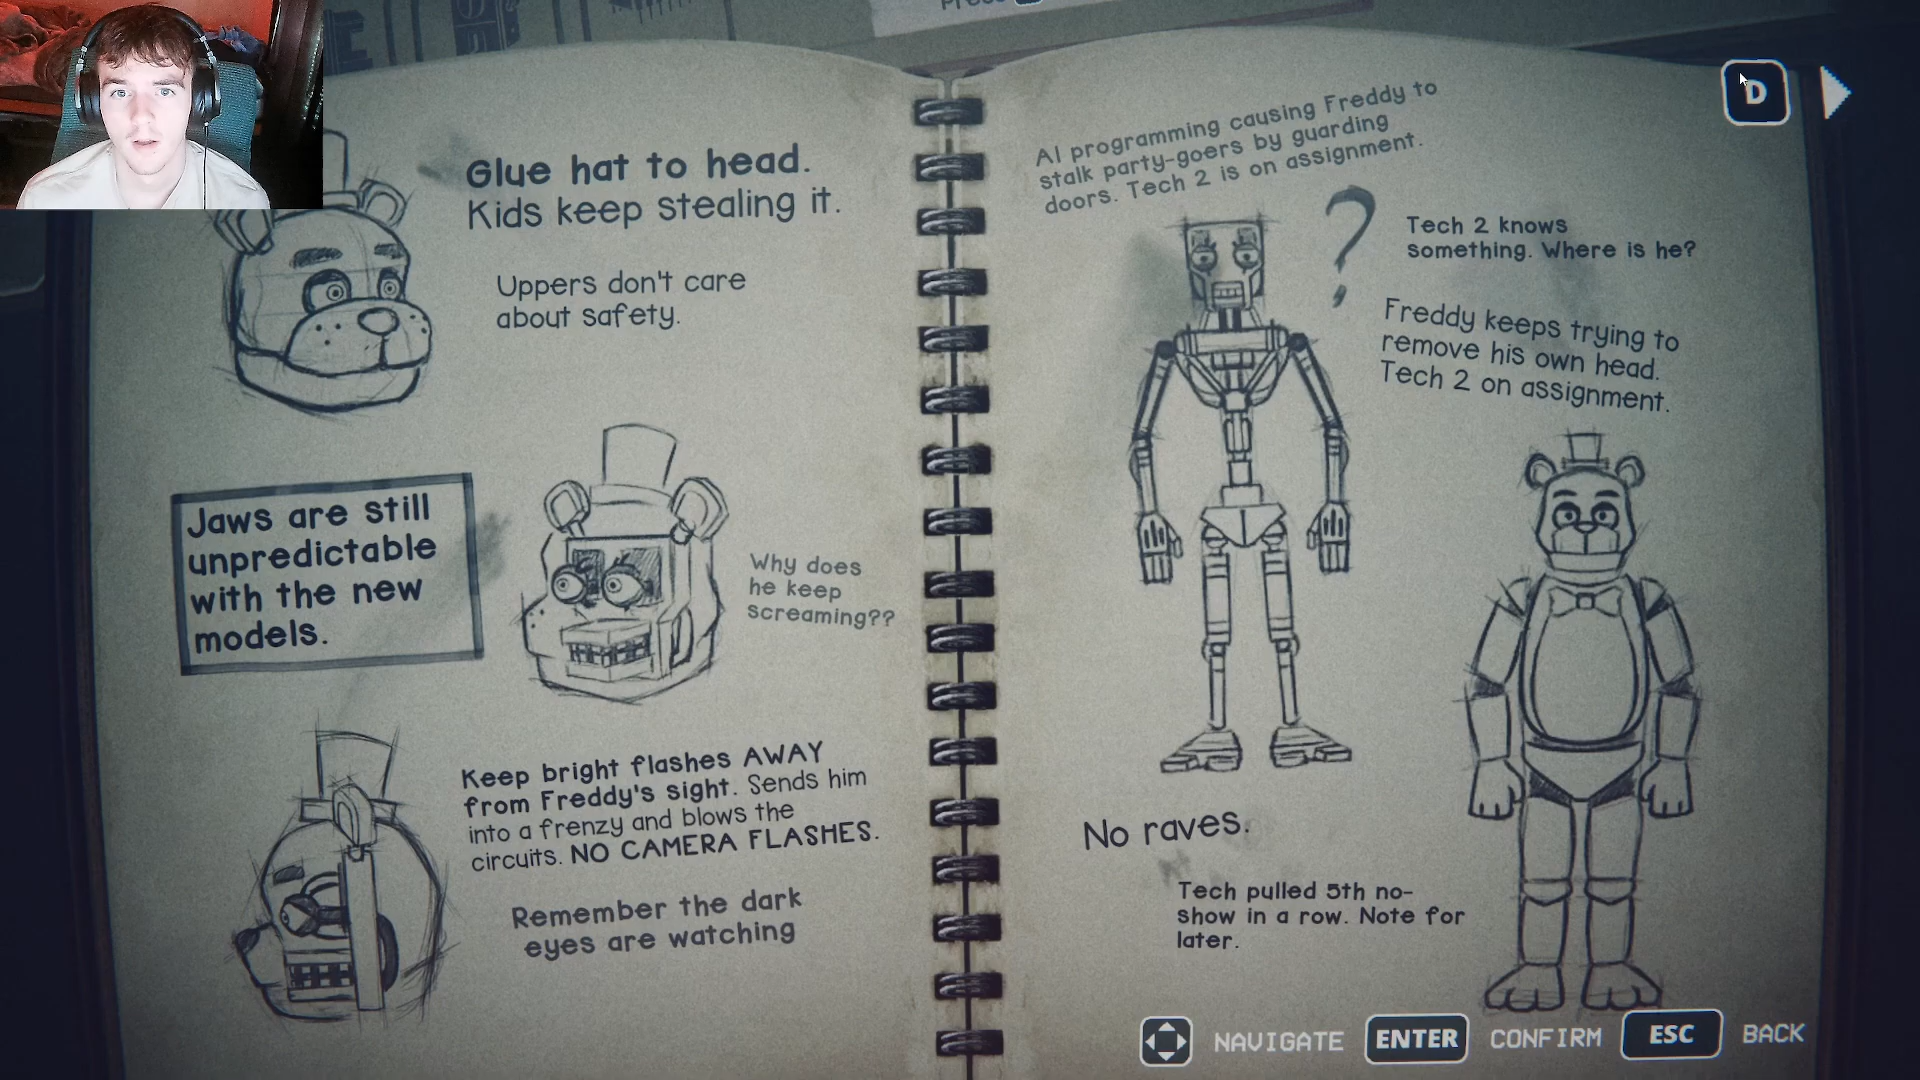 Press
D
Glue hat to head.
Kids keep stealing it.
Uppers don't care
about safety.
Jaws are still
unpredictable
with the new
models.
Why does
he keep
screaming??
Keep bright flashes AWAY
from Freddy's sight. Sends him
into a frenzy and blows the
circuits. NO CAMERA FLASHES.
Remember the dark
eyes are watching
AI programming causing Freddy to
stalk party-goers by guarding
doors. Tech 2 is on assignment.
?
Tech 2 knows
something. Where is he?
Freddy keeps trying to
remove his own head.
Tech 2 on assignment.
No raves.
Tech pulled 5th no-
show in a row. Note for
later.
NAVIGATE ENTER CONFIRM ESC BACK